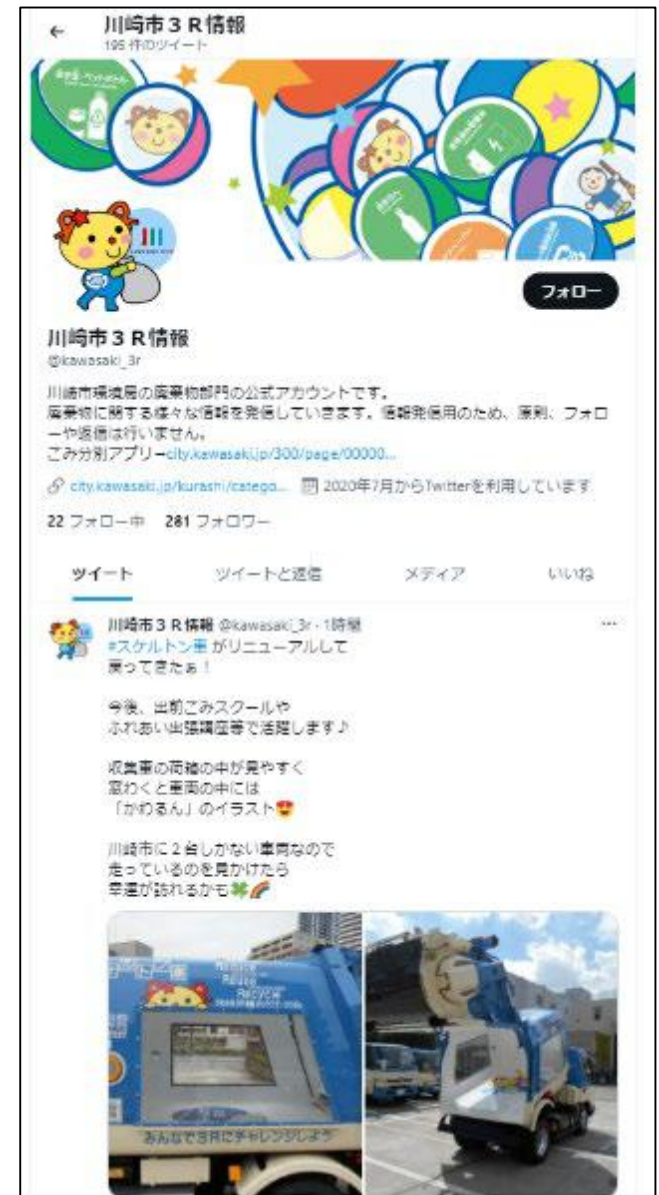 川崎市３Ｒ情報
195 件のツイート
フォロー
川崎市３Ｒ情報
@kawasaki_3r
川崎市環境局の廃棄物部門の公式アカウントです。
廃棄物に関する様々な情報を発信していきます。情報発信用のため、原則、フォロ
ーや返信は行いません。
ごみ分別アプリ→city.kawasaki.jp/300/page/00000...
city.kawasaki.jp/kurashi/catego... 2020年7月からTwitterを利用しています
22 フォロー中 281 フォロワー
ツイート ツイートと返信 メディア いいね
川崎市３Ｒ情報 @kawasaki_3r · 1時間
#スケルトン車 がリニューアルして
戻ってきたぁ！
今後、出前ごみスクールや
ふれあい出張講座等で活躍します♪
収集車の荷箱の中が見やすく
窓わくと車両の中には
「かわるん」のイラスト😍
川崎市に２台しかない車両なので
走っているのを見かけたら
幸運が訪れるかも🍀🌈
Reuse
Recycle
みんなで３Ｒにチャレンジしよう